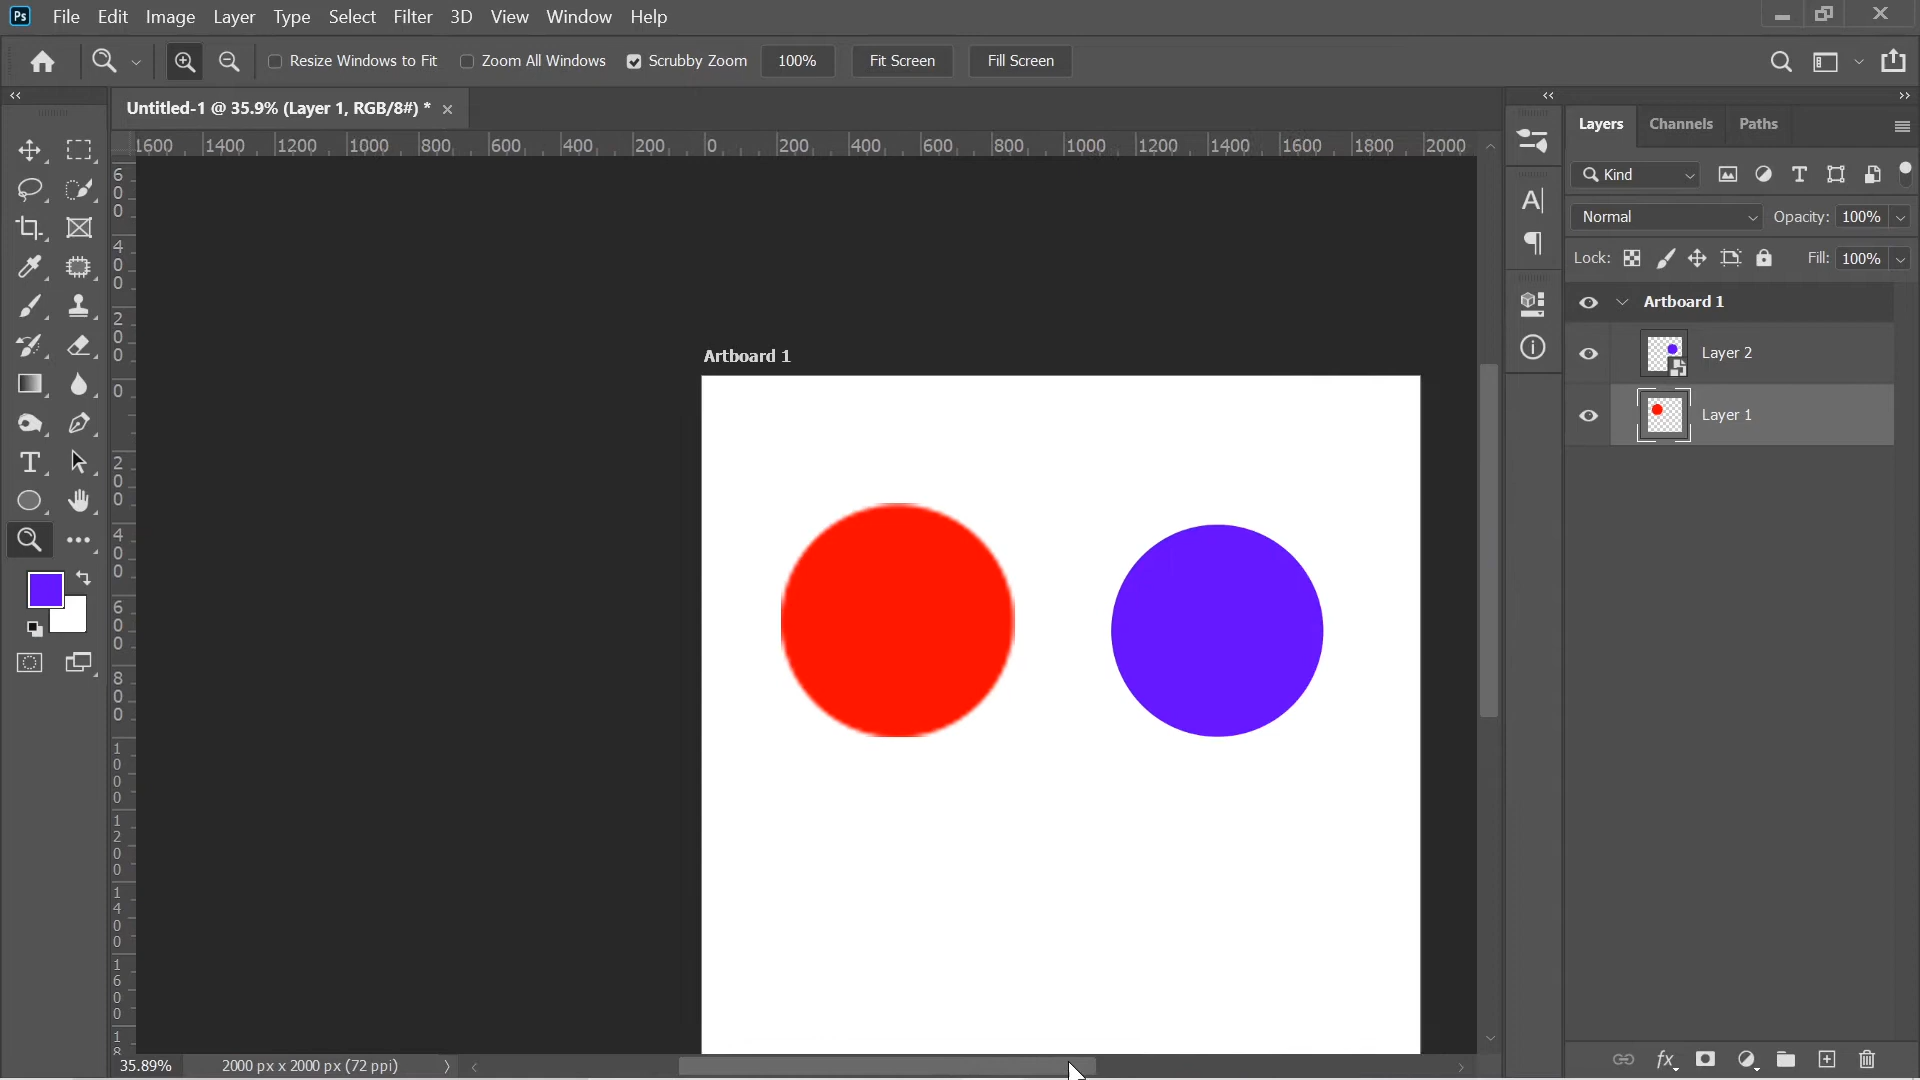 Ps File Edit Image Layer Type Select Filter 3D View Window Help
Resize Windows to Fit Zoom All Windows Scrubby Zoom 100% Fit Screen Fill Screen
Untitled-1 @ 35.9% (Layer 1, RGB/8#) *
1600 1400 1200 1000 800 600 400 200 0 200 400 600 800 1000 1200 1400 1600 1800 2000
600
400
200
0
200
400
600
800
1000
1200
1400
1600
18
Artboard 1
Layers Channels Paths
Kind
Normal Opacity: 100%
Lock: Fill: 100%
Artboard 1
Layer 2
Layer 1
35.89% 2000 px x 2000 px (72 ppi)
fx